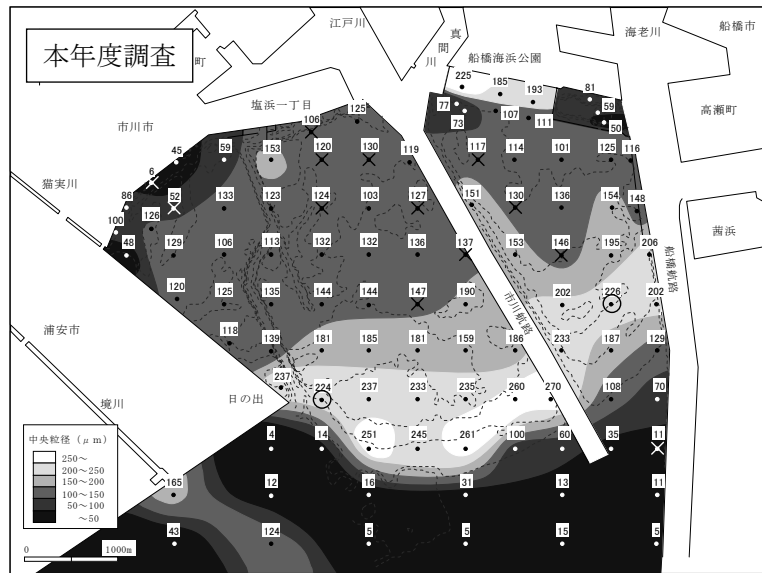 本年度調査
江戸川
真間川
船橋海浜公園
海老川
船橋市
町
塩浜一丁目
高瀬町
市川市
猫実川
茜浜
船橋航路
市川航路
浦安市
日の出
境川
225 185 193 81
77 107 111 59
73 50
106 125
45 59 153 120 130 119 117 114 101 125 116
6
52 133 123 124 103 127 151 130 136 154 148
86
126
100
48 129 106 113 132 132 136 137 153 146 195 206
120 125 135 144 144 147 190 202 226 202
118 139 181 185 181 159 186 233 187 129
237 224 237 233 235 260 270 108 70
4 14 251 245 261 100 60 35 11
165 12 16 31 13 11
43 124 5 5 15 5
中央粒径（μm）
250～
200～250
150～200
100～150
50～100
～50
0 1000m